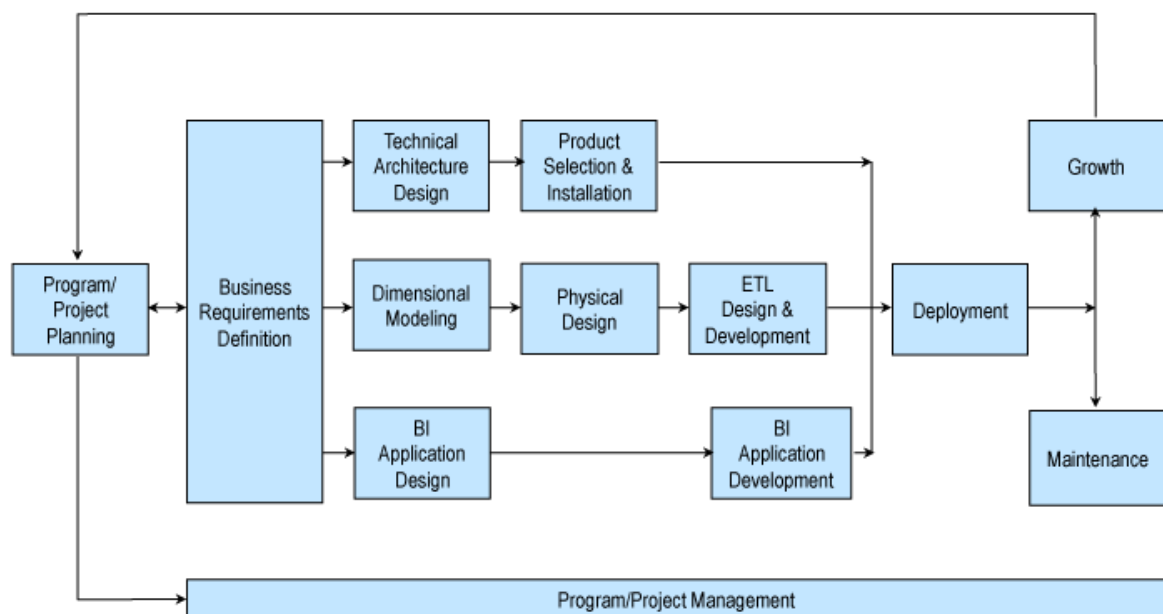 Technical
Architecture
Design
Product
Selection &
Installation
Growth
Program/
Project
Planning
Business
Requirements
Definition
Dimensional
Modeling
Physical
Design
ETL
Design &
Development
Deployment
BI
Application
Design
BI
Application
Development
Maintenance
Program/Project Management